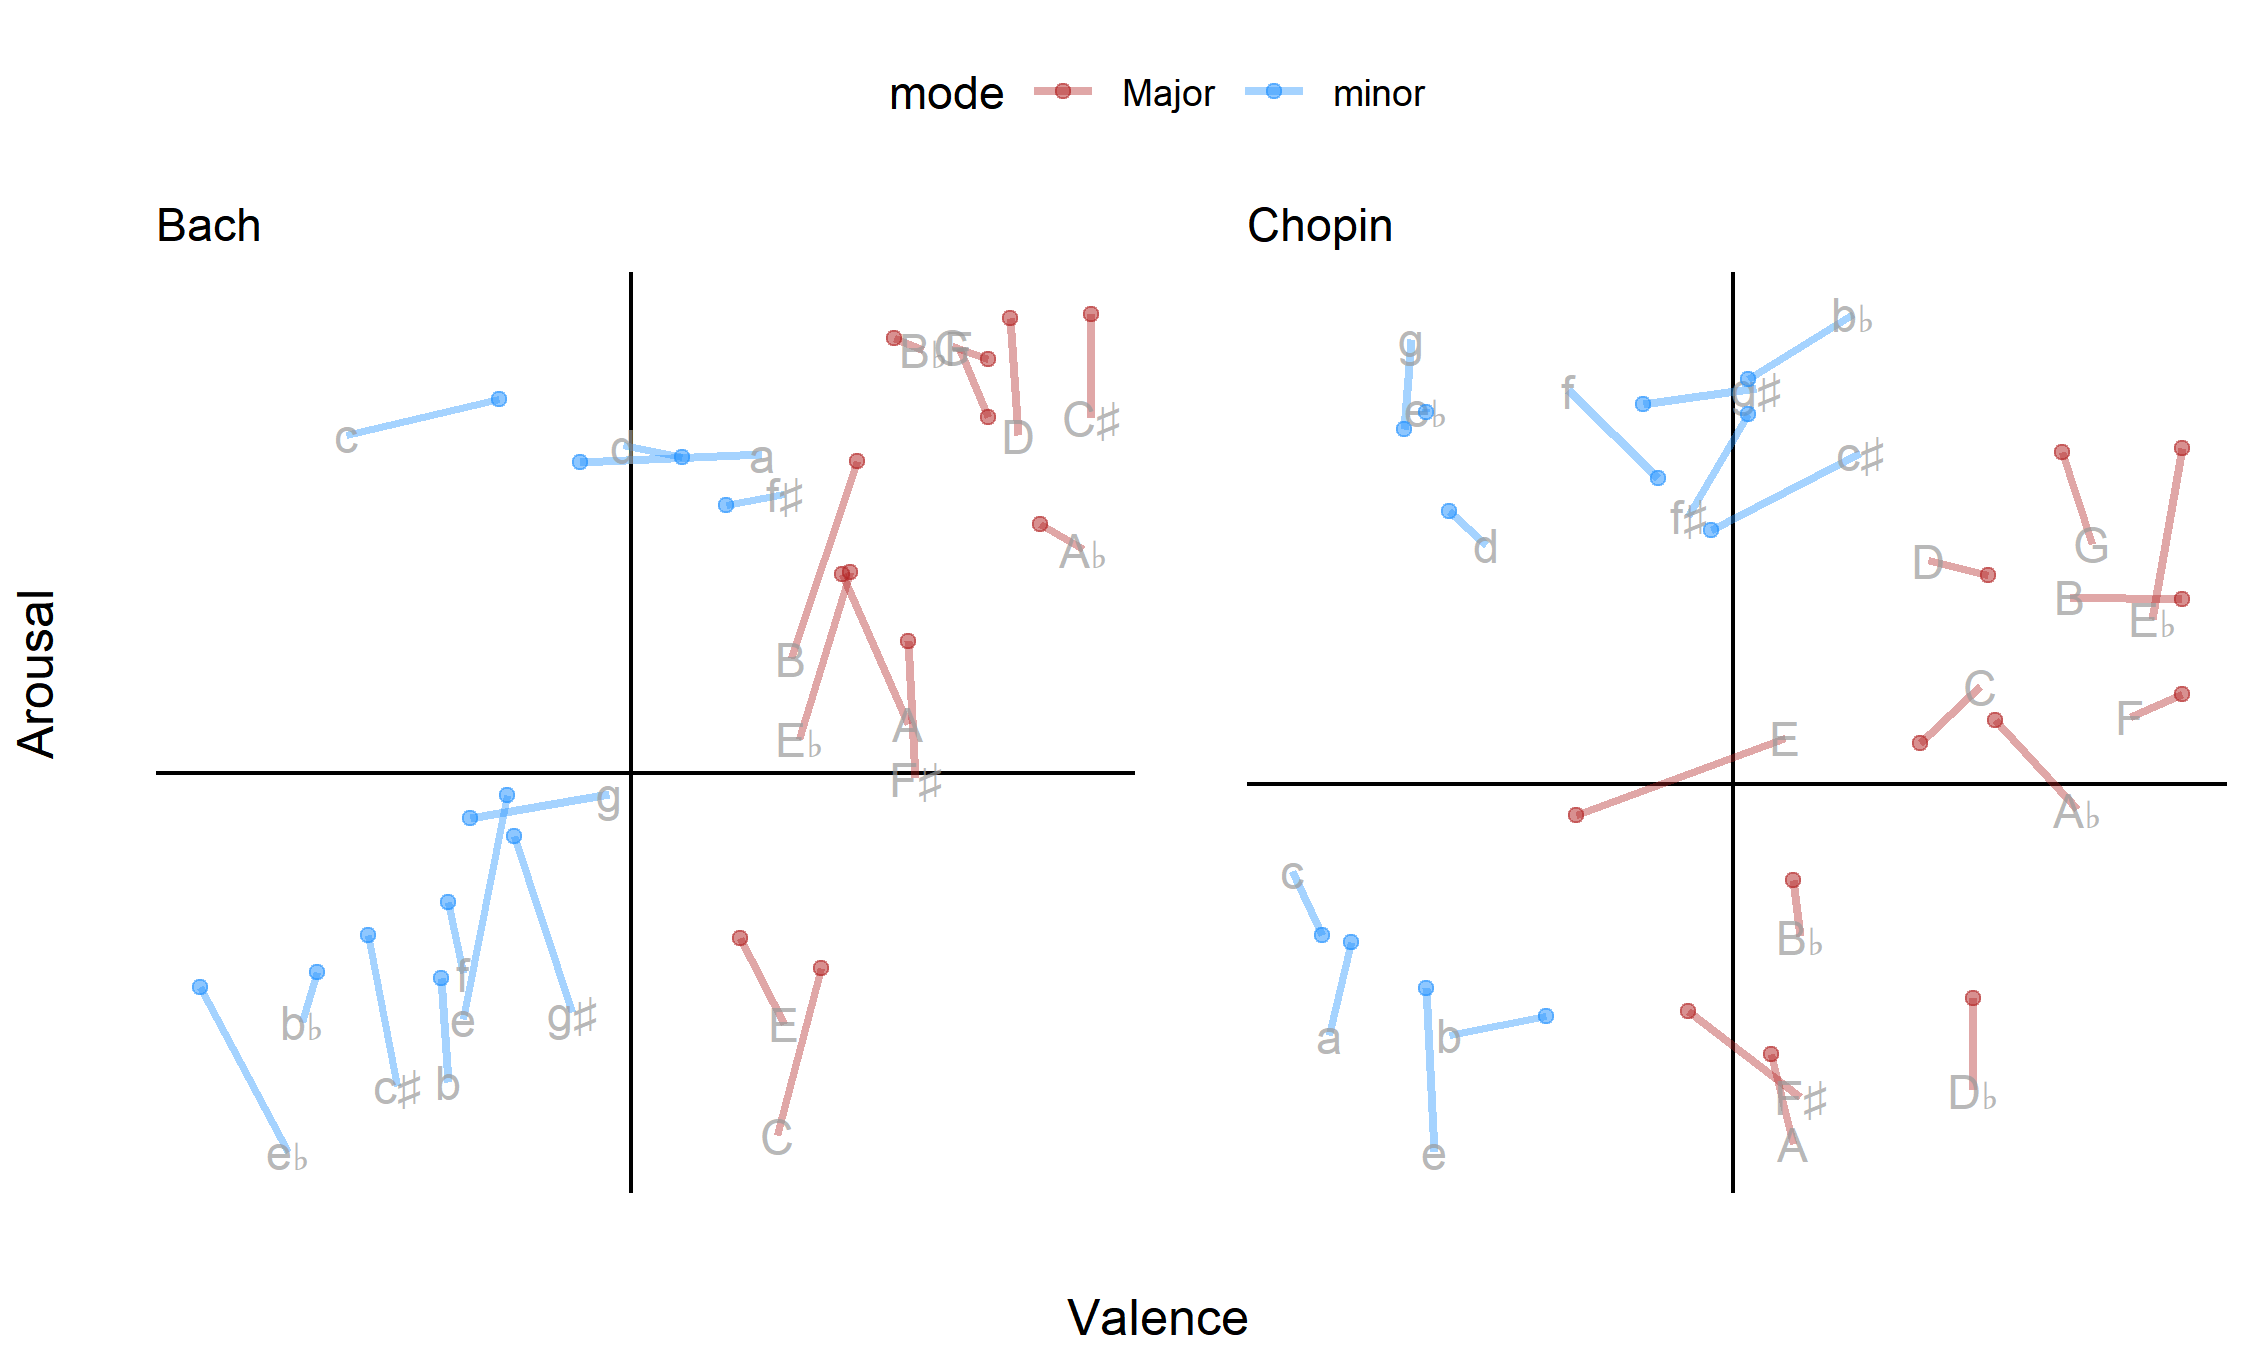 mode Major minor
Bach
Chopin
B♭ G F
C♯
D
c
c a
f♯
A♭
B
E♭
A
F♯
g
f
e
g♯
b♭
c♯ b
e♭
E
C
g
e♭
f
b♭
g♯
c♯
f♯
d
D
G
B
E♭
C
F
E
A♭
c
B♭
a
b
e
F♯
A
D♭
Arousal
Valence